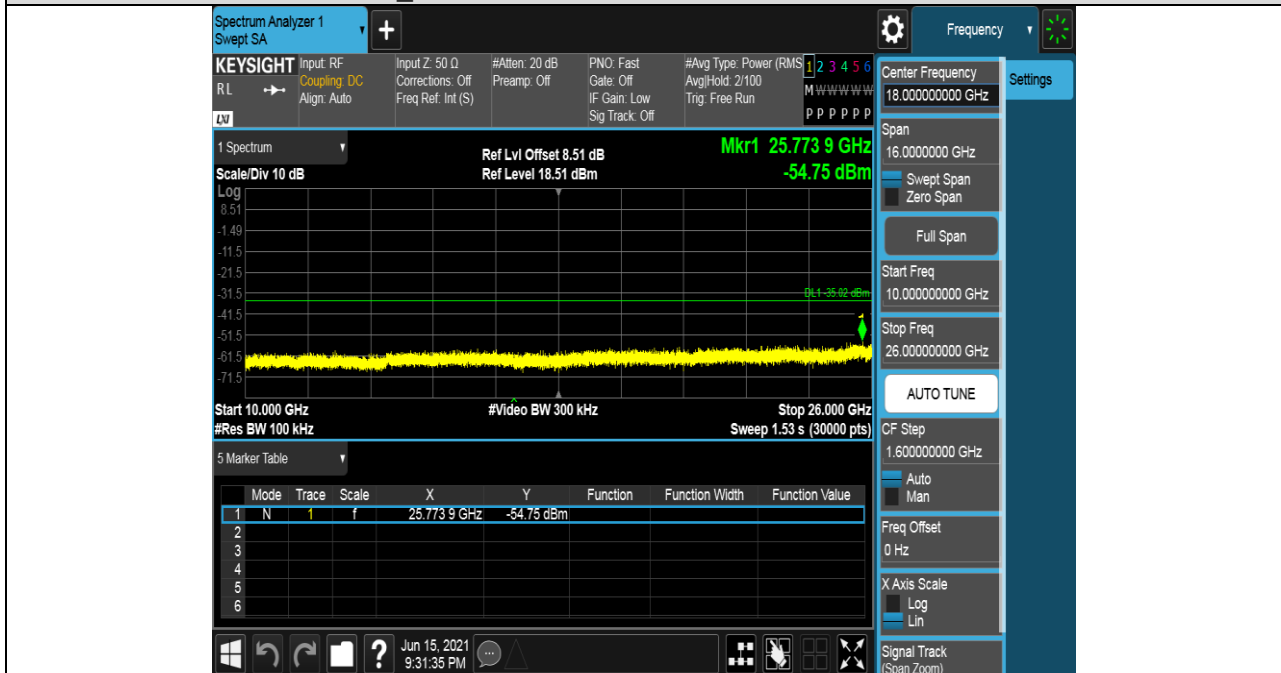 Spectrum Analyzer 1
Swept SA
+
Frequency
KEYSIGHT
RL
LXI
Input: RF
Coupling: DC
Align: Auto
Input Z: 50 Ω
Corrections: Off
Freq Ref: Int (S)
#Atten: 20 dB
Preamp: Off
PNO: Fast
Gate: Off
IF Gain: Low
Sig Track: Off
#Avg Type: Power (RMS
Avg|Hold: 2/100
Trig: Free Run
1 2 3 4 5 6
M W W W W W
P P P P P P
1 Spectrum
Scale/Div 10 dB
Ref Lvl Offset 8.51 dB
Ref Level 18.51 dBm
Mkr1 25.773 9 GHz
-54.75 dBm
Log
8.51
-1.49
-11.5
-21.5
-31.5
-41.5
-51.5
-61.5
-71.5
DL1 -35.02 dBm
1
Start 10.000 GHz
#Video BW 300 kHz
Stop 26.000 GHz
#Res BW 100 kHz
Sweep 1.53 s (30000 pts)
5 Marker Table
Mode Trace Scale X Y Function Function Width Function Value
1 N 1 f 25.773 9 GHz -54.75 dBm
2
3
4
5
6
?
Jun 15, 2021
9:31:35 PM
Center Frequency
18.000000000 GHz
Settings
Span
16.0000000 GHz
Swept Span
Zero Span
Full Span
Start Freq
10.000000000 GHz
Stop Freq
26.000000000 GHz
AUTO TUNE
CF Step
1.600000000 GHz
Auto
Man
Freq Offset
0 Hz
X Axis Scale
Log
Lin
Signal Track
(Span Zoom)